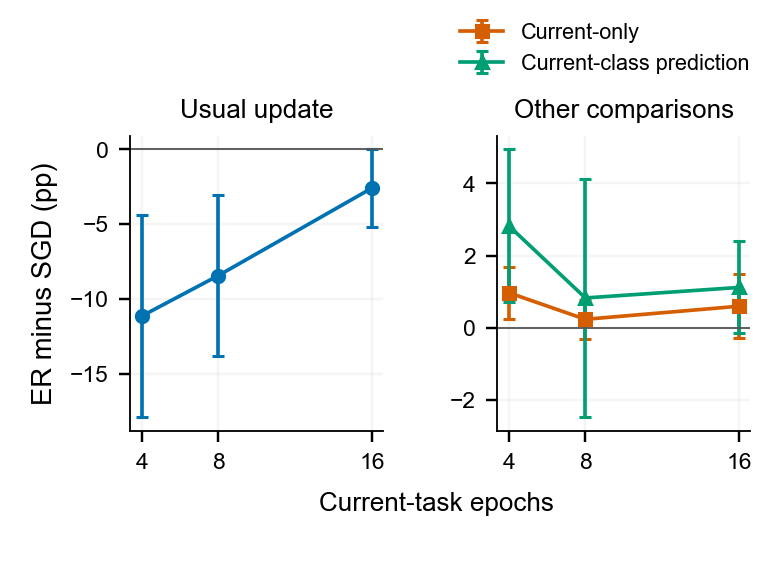 Current-only
Current-class prediction
Usual update
Other comparisons
ER minus SGD (pp)
0
−5
−10
−15
4
2
0
−2
4 8 16
4 8 16
Current-task epochs